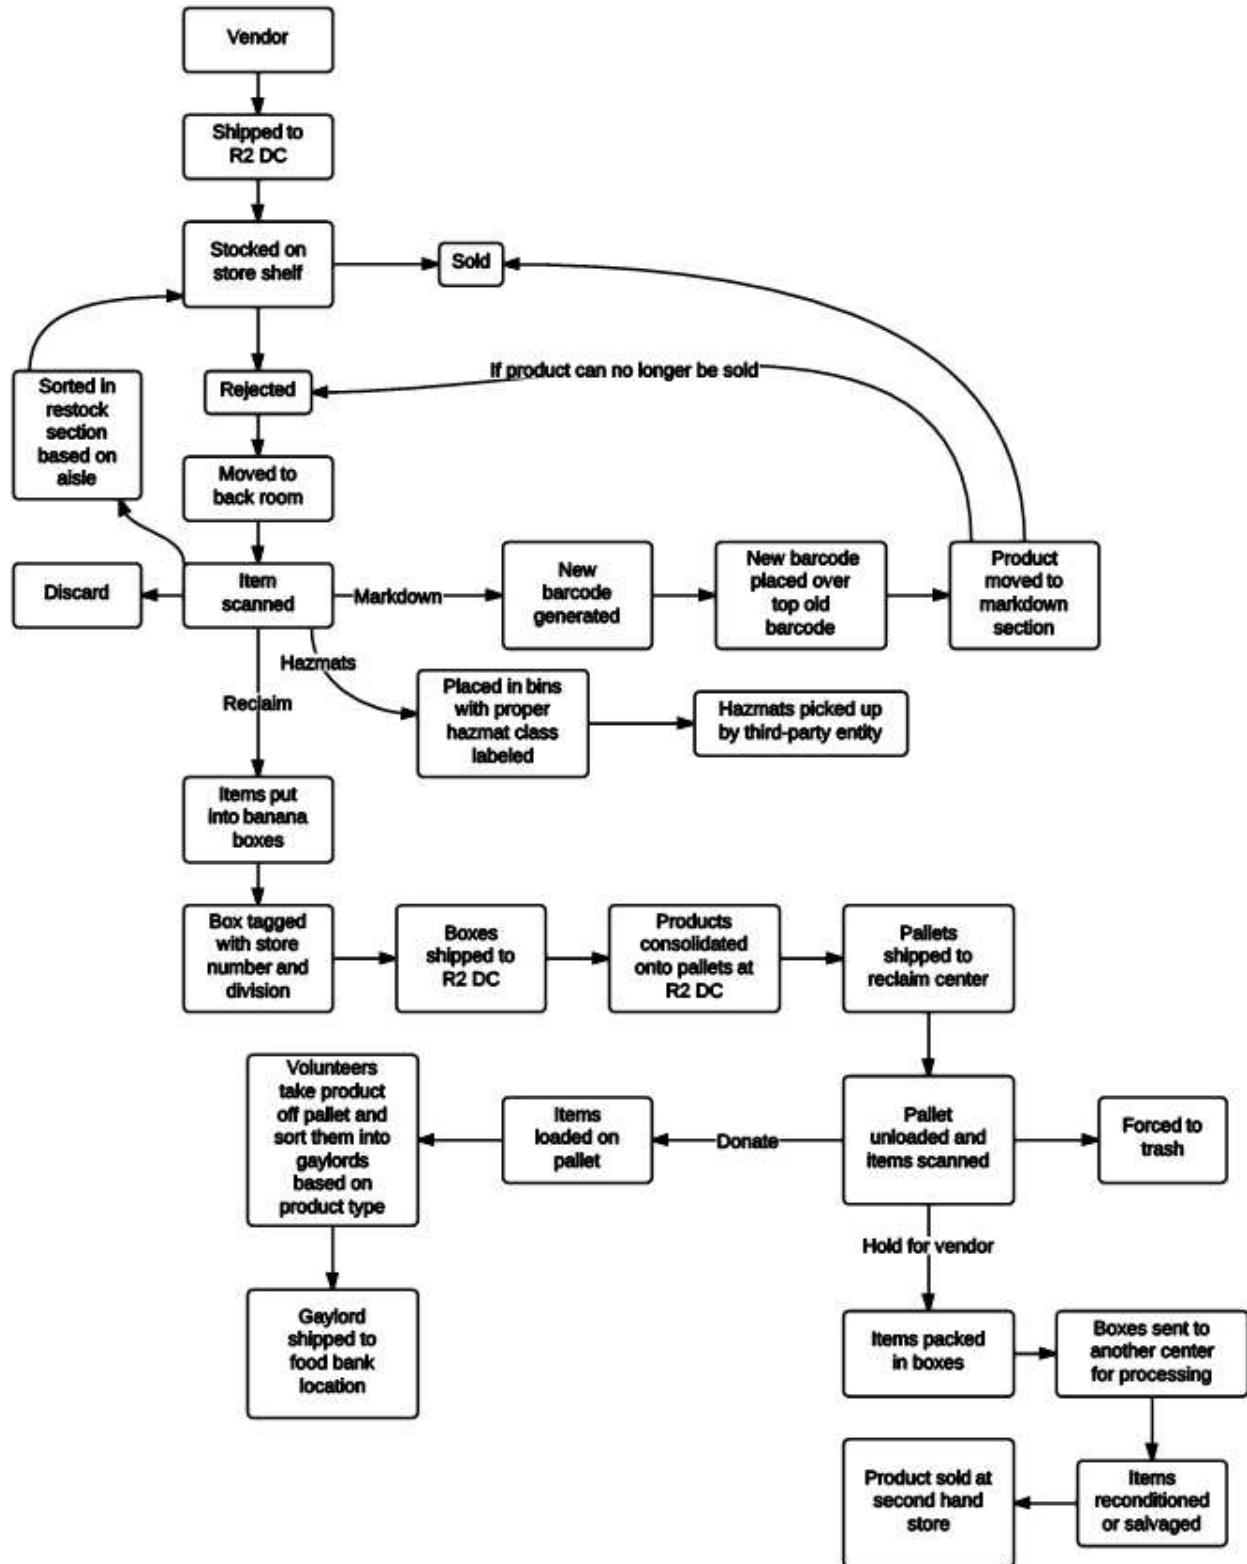 Vendor
Shipped to
R2 DC
Stocked on
store shelf
Sold
If product can no longer be sold
Rejected
Sorted in
restock
section
based on
aisle
Moved to
back room
Discard
Item
scanned
Markdown
New
barcode
generated
New barcode
placed over
top old
barcode
Product
moved to
markdown
section
Hazmats
Reclaim
Placed in bins
with proper
hazmat class
labeled
Hazmats picked up
by third-party entity
Items put
into banana
boxes
Box tagged
with store
number and
division
Boxes
shipped to
R2 DC
Products
consolidated
onto pallets at
R2 DC
Pallets
shipped to
reclaim center
Volunteers
take product
off pallet and
sort them into
gaylords
based on
product type
Items
loaded on
pallet
Donate
Pallet
unloaded and
items scanned
Forced to
trash
Hold for vendor
Gaylord
shipped to
food bank
location
Items packed
in boxes
Boxes sent to
another center
for processing
Product sold at
second hand
store
Items
reconditioned
or salvaged